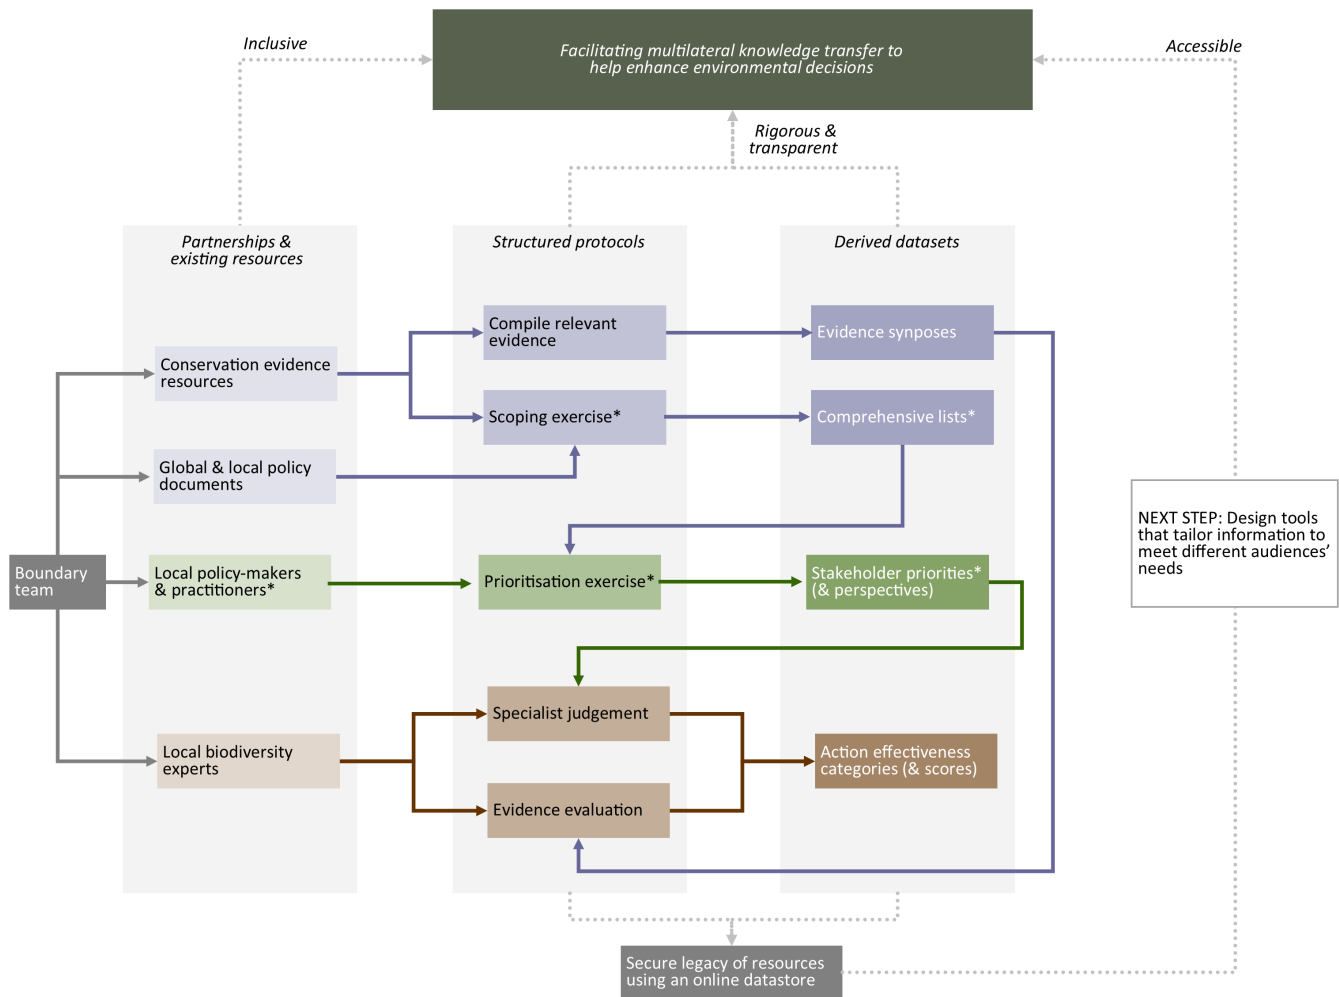 Inclusive
Facilitating multilateral knowledge transfer to
help enhance environmental decisions
Accessible
Rigorous &
transparent
Partnerships &
existing resources
Structured protocols
Derived datasets
Compile relevant
evidence
Evidence synposes
Conservation evidence
resources
Scoping exercise*
Comprehensive lists*
Global & local policy
documents
NEXT STEP: Design tools
that tailor information to
meet different audiences’
needs
Boundary
team
Local policy-makers
& practitioners*
Prioritisation exercise*
Stakeholder priorities*
(& perspectives)
Specialist judgement
Local biodiversity
experts
Action effectiveness
categories (& scores)
Evidence evaluation
Secure legacy of resources
using an online datastore